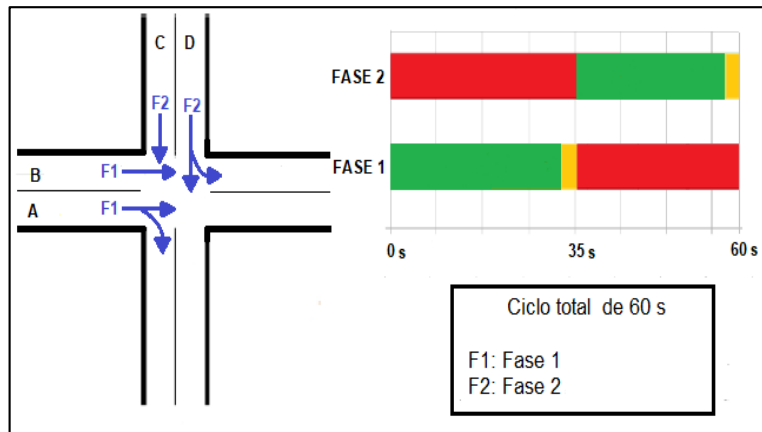 C D
F2 F2
B F1
A F1
FASE 2
FASE 1
0 s 35 s 60 s
Ciclo total de 60 s
F1: Fase 1
F2: Fase 2